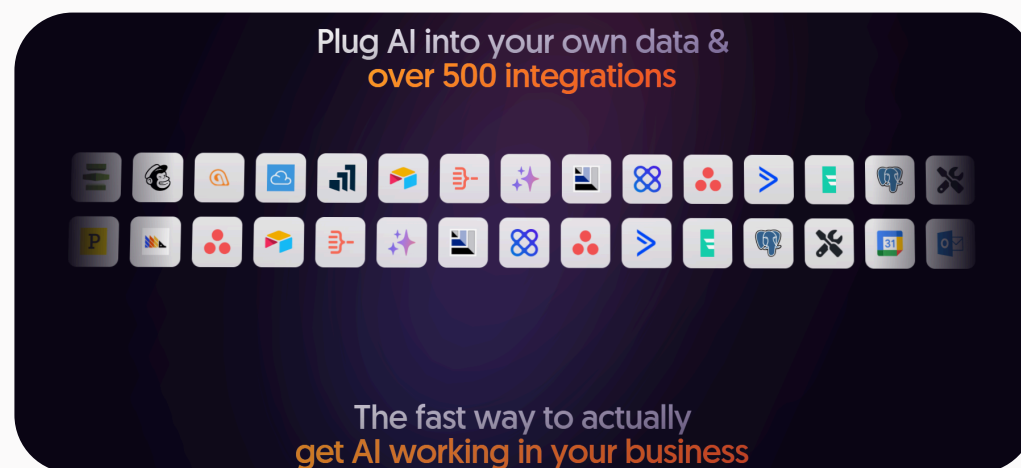 Plug AI into your own data &
over 500 integrations
P
31
The fast way to actually
get AI working in your business